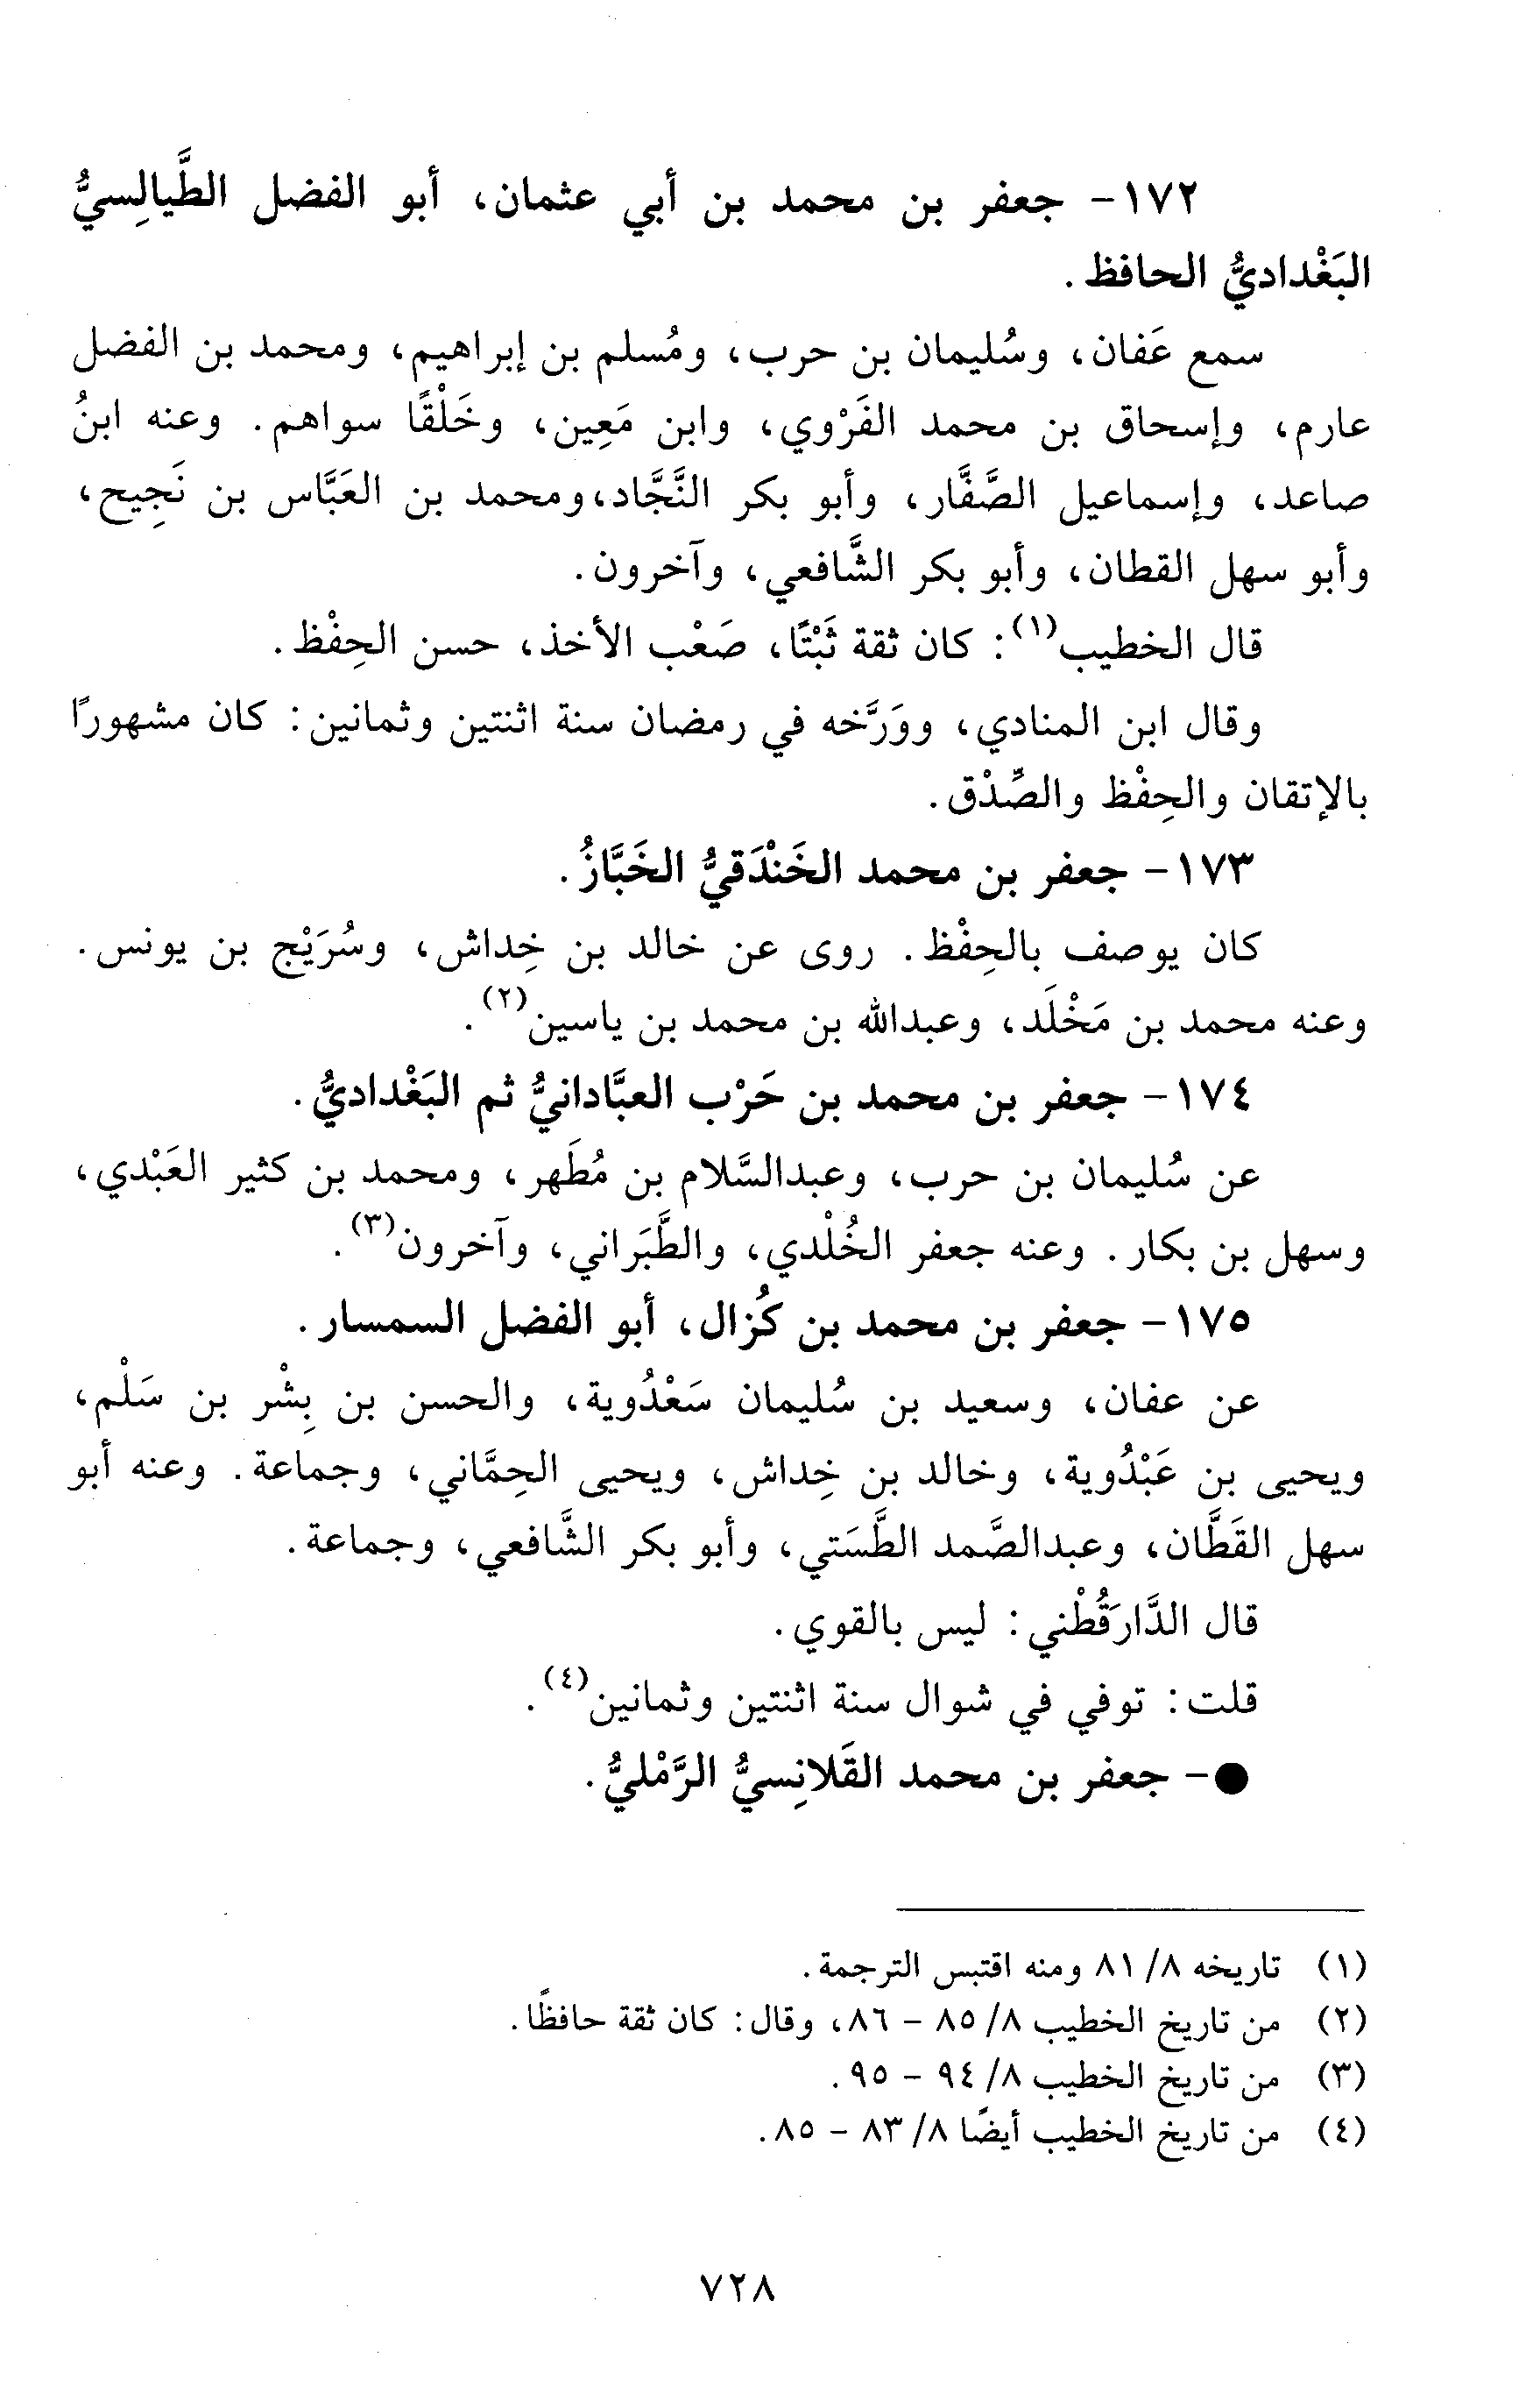 ١٧٢- جعفر بن محمد بن أبي عثمان، أبو الفضل الطَّيالِسيُّ
البَغْداديُّ الحافظ.
سمع عَفان، وسُليمان بن حرب، ومُسلم بن إبراهيم، ومحمد بن الفضل
عارم، وإسحاق بن محمد الفَرْوي، وابن مَعِين، وخَلْقًا سواهم. وعنه ابنُ
صاعد، وإسماعيل الصَّفَّار، وأبو بكر النَّجَّاد،ومحمد بن العَبَّاس بن نَجِيح،
وأبو سهل القطان، وأبو بكر الشَّافعي، وآخرون.
قال الخطيب(١): كان ثقة ثَبْتًا، صَعْب الأخذ، حسن الحِفْظ.
وقال ابن المنادي، ووَرَّخه في رمضان سنة اثنتين وثمانين: كان مشهورًا
بالإتقان والحِفْظ والصِّدْق.
١٧٣- جعفر بن محمد الخَنْدَقيُّ الخَبَّازُ.
كان يوصف بالحِفْظ. روى عن خالد بن خِداش، وسُرَيْج بن يونس.
وعنه محمد بن مَخْلَد، وعبدالله بن محمد بن ياسين(٢).
١٧٤- جعفر بن محمد بن حَرْب العبَّادانيُّ ثم البَغْداديُّ.
عن سُليمان بن حرب، وعبدالسَّلام بن مُطَهر، ومحمد بن كثير العَبْدي،
وسهل بن بكار. وعنه جعفر الخُلْدي، والطَّبَراني، وآخرون(٣).
١٧٥- جعفر بن محمد بن كُزال، أبو الفضل السمسار.
عن عفان، وسعيد بن سُليمان سَعْدُوية، والحسن بن بِشْر بن سَلْم،
ويحيى بن عَبْدُوية، وخالد بن خِداش، ويحيى الحِمَّاني، وجماعة. وعنه أبو
سهل القَطَّان، وعبدالصَّمد الطَّسَتي، وأبو بكر الشَّافعي، وجماعة.
قال الدَّارَقُطْني: ليس بالقوي.
قلت: توفي في شوال سنة اثنتين وثمانين(٤).
●- جعفر بن محمد القَلانِسيُّ الرَّمْليُّ.
(١) تاريخه ٨/ ٨١ ومنه اقتبس الترجمة.
(٢) من تاريخ الخطيب ٨/ ٨٥ - ٨٦، وقال: كان ثقة حافظًا.
(٣) من تاريخ الخطيب ٨/ ٩٤ - ٩٥.
(٤) من تاريخ الخطيب أيضًا ٨/ ٨٣ - ٨٥.
٧٢٨